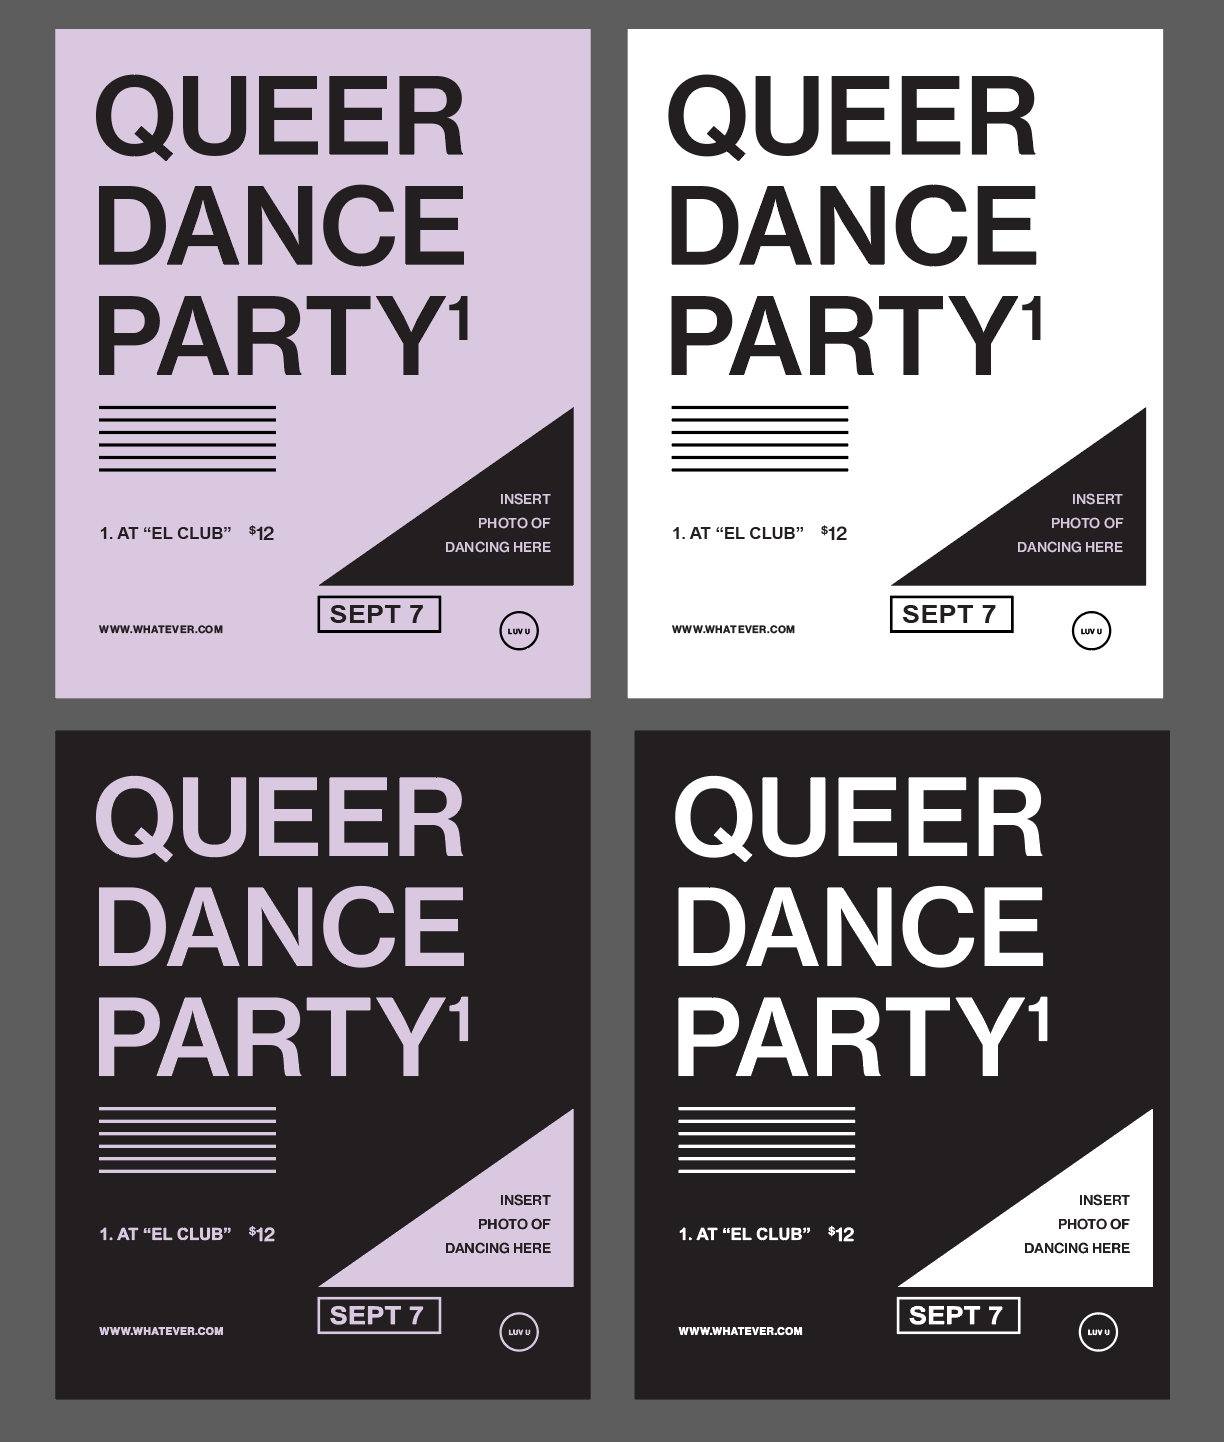 QUEER
DANCE
PARTY¹
INSERT
PHOTO OF
DANCING HERE
1. AT “EL CLUB” $12
SEPT 7
WWW.WHATEVER.COM
LUV U
QUEER
DANCE
PARTY¹
INSERT
PHOTO OF
DANCING HERE
1. AT “EL CLUB” $12
SEPT 7
WWW.WHATEVER.COM
LUV U
QUEER
DANCE
PARTY¹
INSERT
PHOTO OF
DANCING HERE
1. AT “EL CLUB” $12
SEPT 7
WWW.WHATEVER.COM
LUV U
QUEER
DANCE
PARTY¹
INSERT
PHOTO OF
DANCING HERE
1. AT “EL CLUB” $12
SEPT 7
WWW.WHATEVER.COM
LUV U